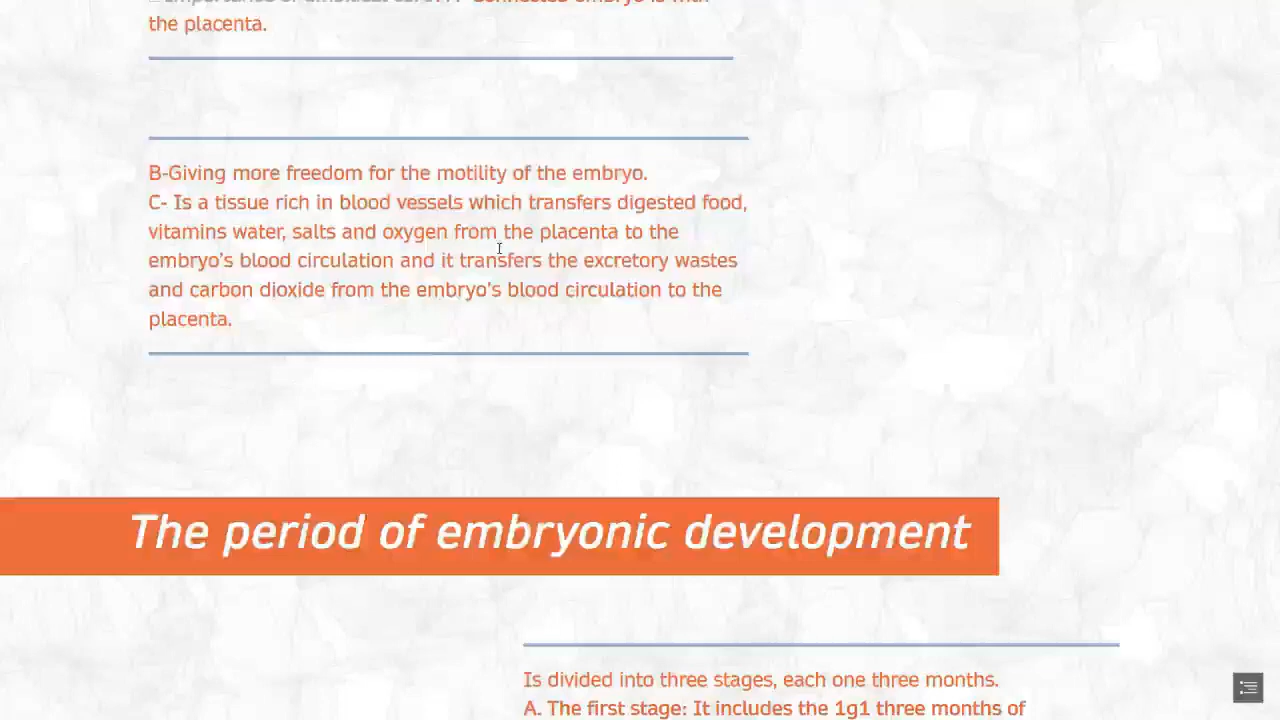 the placenta.
B-Giving more freedom for the motility of the embryo.
C- Is a tissue rich in blood vessels which transfers digested food,
vitamins water, salts and oxygen from the placenta to the
embryo's blood circulation and it transfers the excretory wastes
and carbon dioxide from the embryo's blood circulation to the
placenta.
The period of embryonic development
Is divided into three stages, each one three months.
A. The first stage: It includes the 1g1 three months of